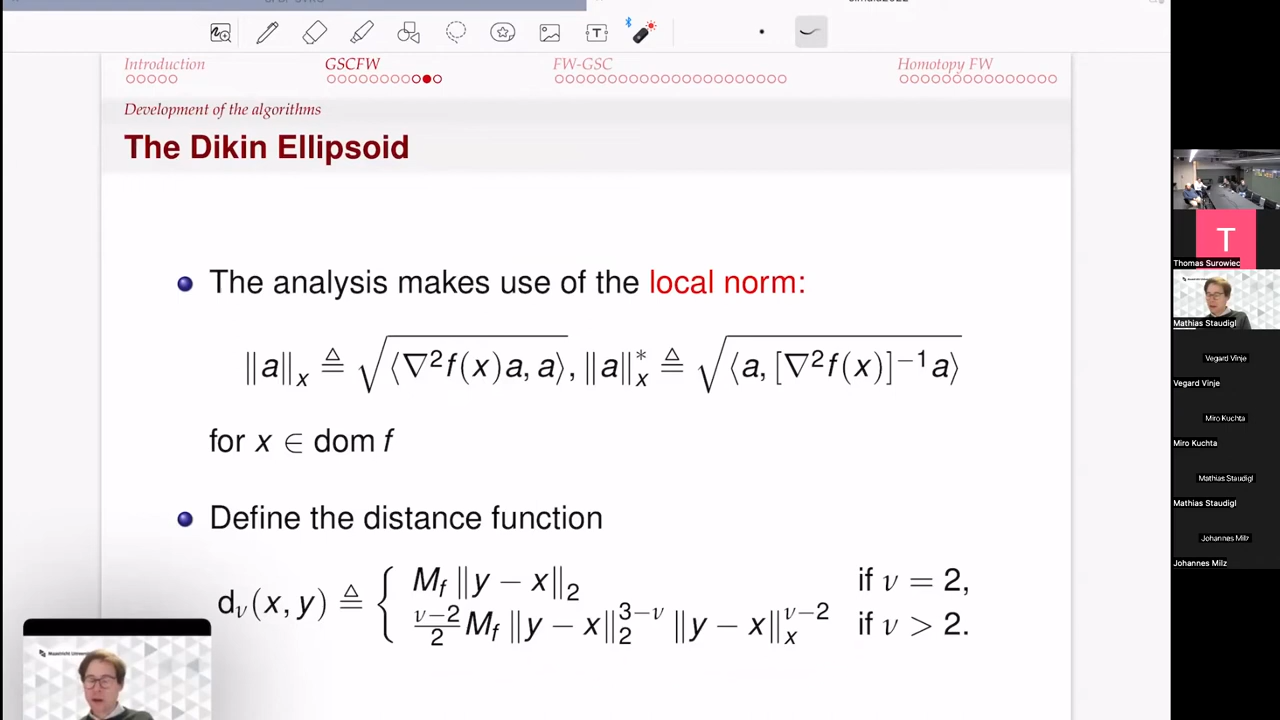 Introduction GSCFW FW-GSC Homotopy FW
Development of the algorithms
The Dikin Ellipsoid
The analysis makes use of the local norm:
‖a‖ₓ ≜ √⟨∇²f(x)a, a⟩, ‖a‖*ₓ ≜ √⟨a, [∇²f(x)]⁻¹a⟩
for x ∈ dom f
Define the distance function
d_ν(x, y) ≜ { M_f ‖y − x‖₂ if ν = 2,
(ν−2)/2 M_f ‖y − x‖₂^{3−ν} ‖y − x‖ₓ^{ν−2} if ν > 2.
T
Thomas Surowiec
Mathias Staudigl
Vegard Vinje
Vegard Vinje
Miro Kuchta
Miro Kuchta
Mathias Staudigl
Mathias Staudigl
Johannes Milz
Johannes Milz